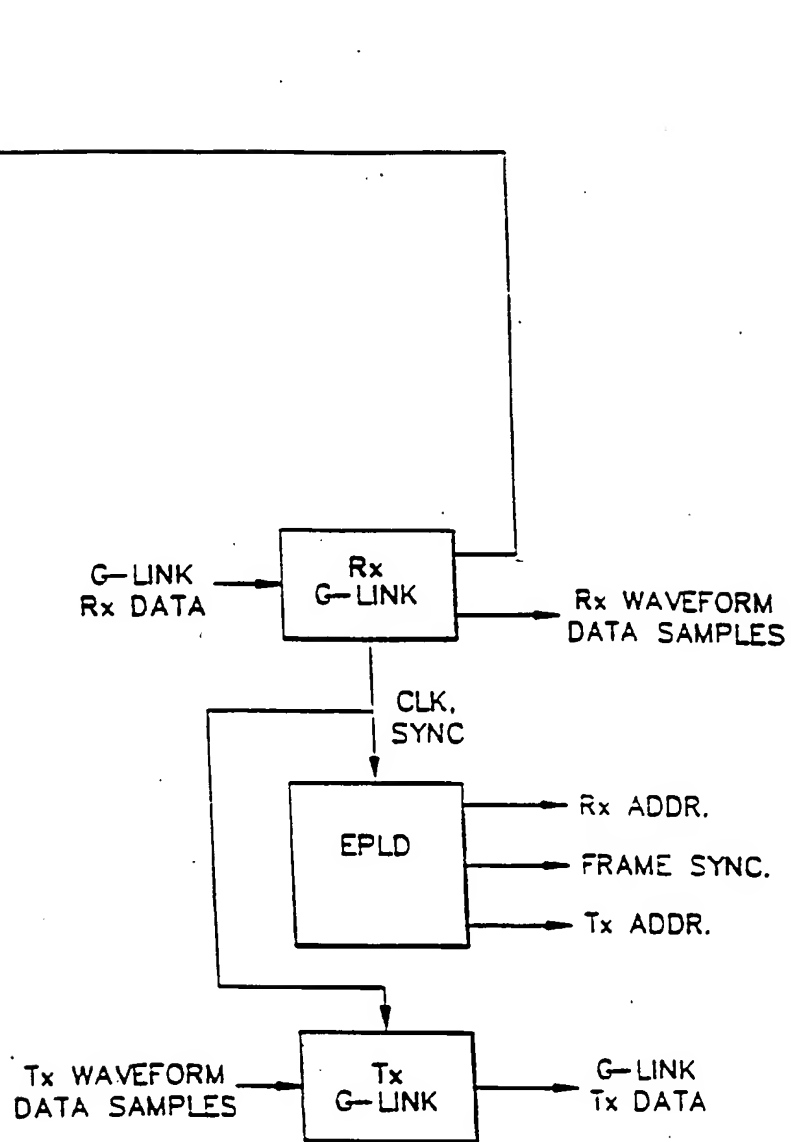 G-LINK
Rx DATA
Rx
G-LINK
Rx WAVEFORM
DATA SAMPLES
CLK.
SYNC
EPLD
Rx ADDR.
FRAME SYNC.
Tx ADDR.
Tx WAVEFORM
DATA SAMPLES
Tx
G-LINK
G-LINK
Tx DATA